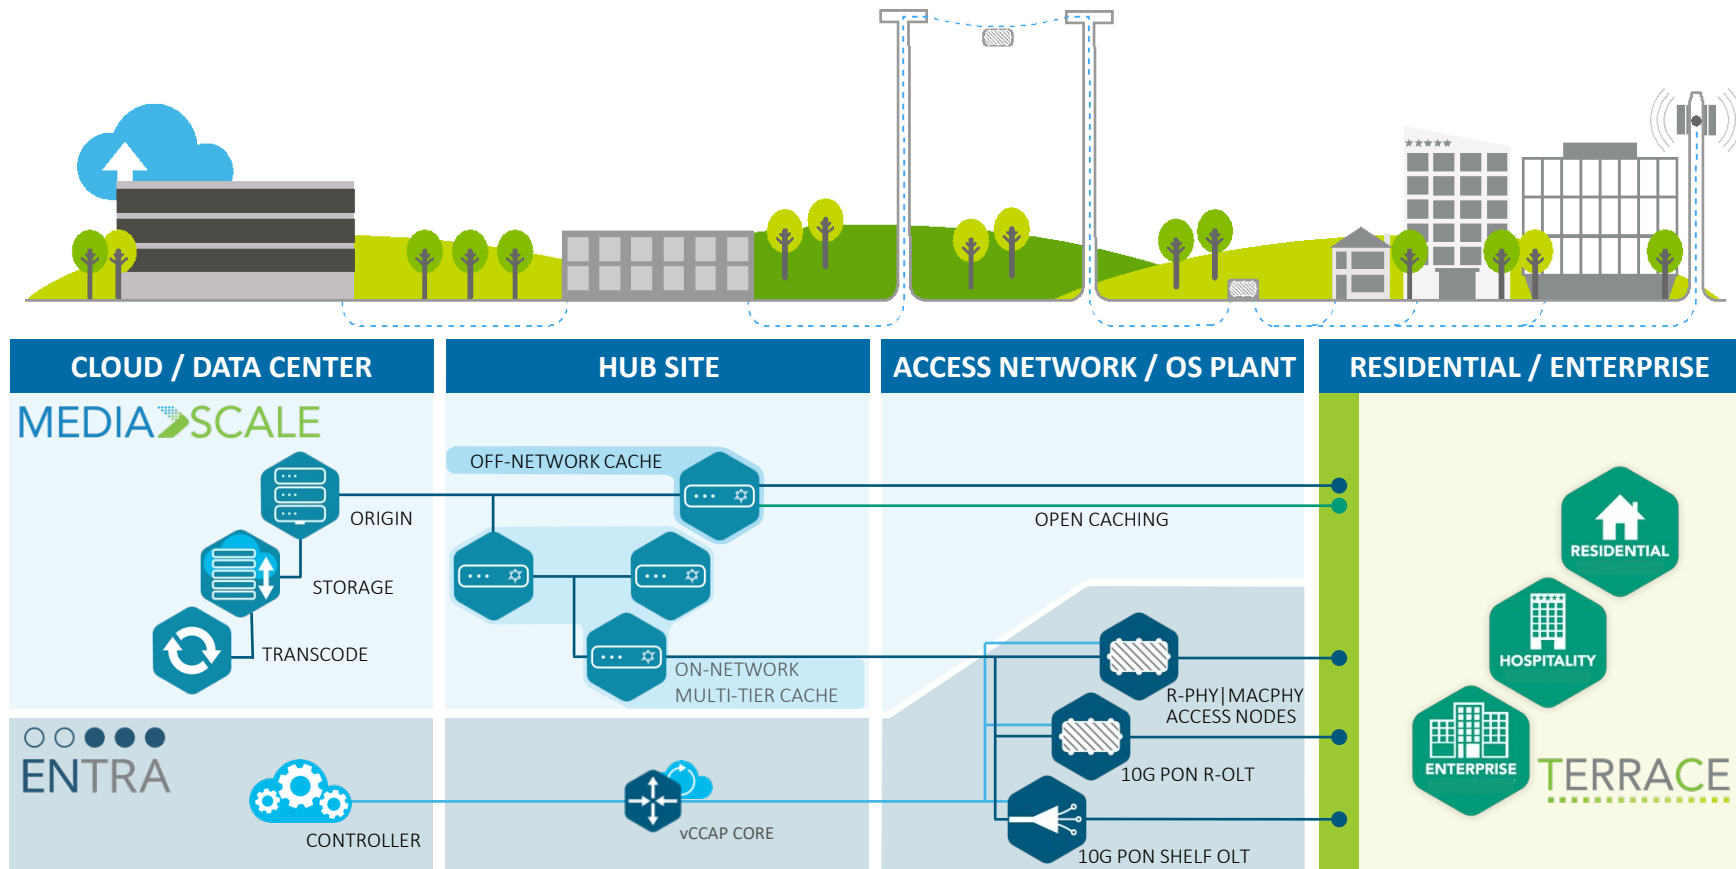 CLOUD / DATA CENTER
HUB SITE
ACCESS NETWORK / OS PLANT
RESIDENTIAL / ENTERPRISE
MEDIASCALE
ORIGIN
STORAGE
TRANSCODE
OFF-NETWORK CACHE
ON-NETWORK
MULTI-TIER CACHE
OPEN CACHING
R-PHY|MACPHY
ACCESS NODES
10G PON R-OLT
10G PON SHELF OLT
ENTRA
CONTROLLER
vCCAP CORE
RESIDENTIAL
HOSPITALITY
ENTERPRISE
TERRACE